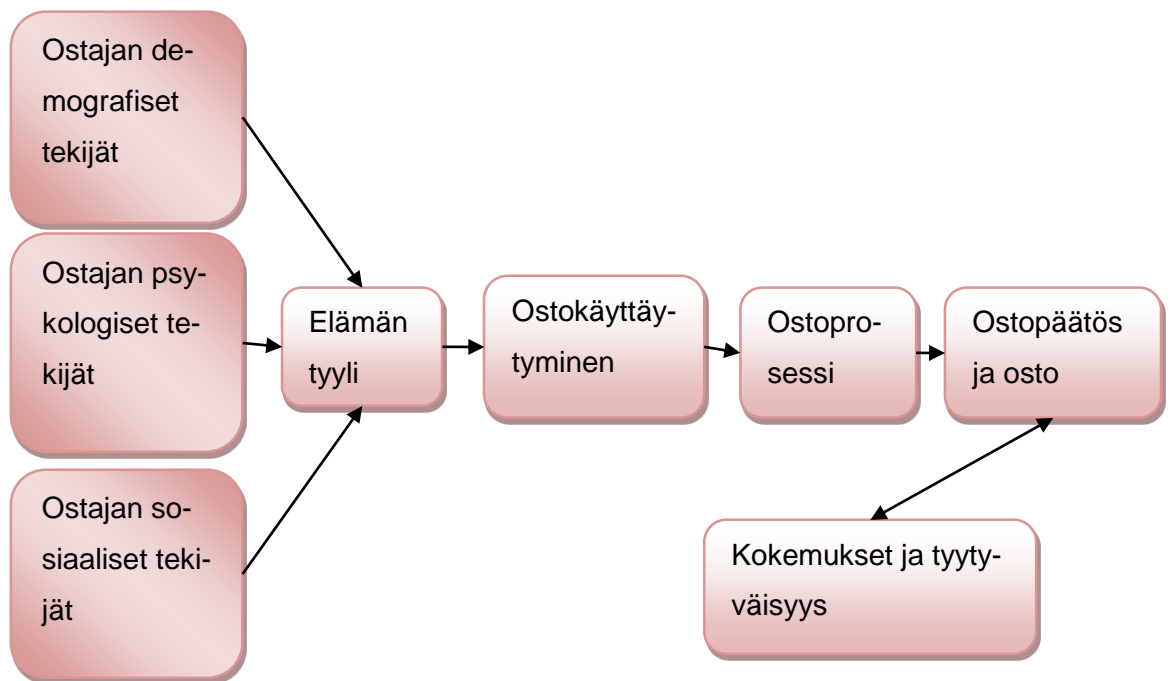 Ostajan de-
mografiset
tekijät
Ostajan psy-
kologiset te-
kijät
Ostajan so-
siaaliset teki-
jät
Elämän
tyyli
Ostokäyttäy-
tyminen
Ostopro-
sessi
Ostopäätös
ja osto
Kokemukset ja tyyty-
väisyys